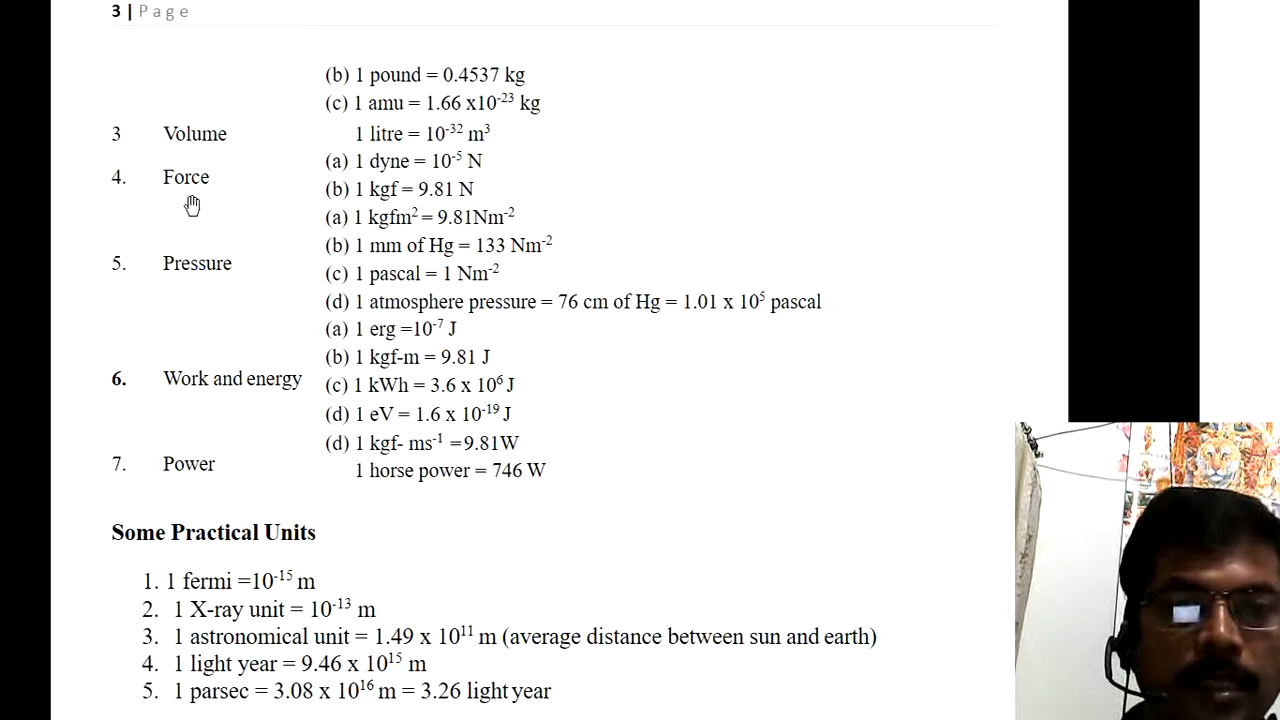 3 | Page
(b) 1 pound = 0.4537 kg
(c) 1 amu = 1.66 x10⁻²³ kg
3 Volume 1 litre = 10⁻³² m³
(a) 1 dyne = 10⁻⁵ N
4. Force
(b) 1 kgf = 9.81 N
(a) 1 kgfm² = 9.81Nm⁻²
(b) 1 mm of Hg = 133 Nm⁻²
5. Pressure
(c) 1 pascal = 1 Nm⁻²
(d) 1 atmosphere pressure = 76 cm of Hg = 1.01 x 10⁵ pascal
(a) 1 erg =10⁻⁷ J
(b) 1 kgf-m = 9.81 J
6. Work and energy
(c) 1 kWh = 3.6 x 10⁶ J
(d) 1 eV = 1.6 x 10⁻¹⁹ J
(d) 1 kgf- ms⁻¹ =9.81W
7. Power
1 horse power = 746 W
Some Practical Units
1. 1 fermi =10⁻¹⁵ m
2. 1 X-ray unit = 10⁻¹³ m
3. 1 astronomical unit = 1.49 x 10¹¹ m (average distance between sun and earth)
4. 1 light year = 9.46 x 10¹⁵ m
5. 1 parsec = 3.08 x 10¹⁶ m = 3.26 light year